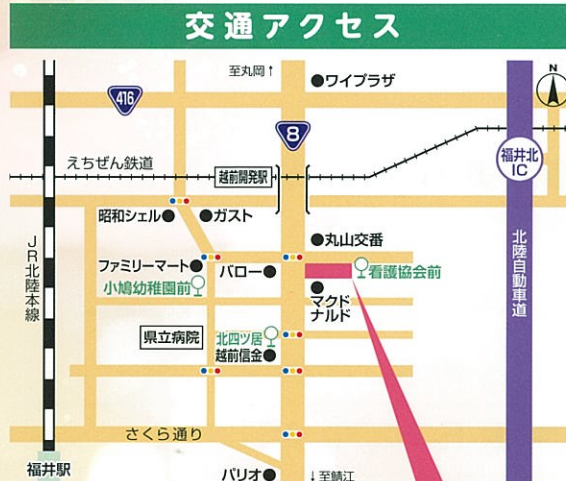 交通アクセス
至丸岡↑
ワイプラザ
N
416
8
福井北
IC
えちぜん鉄道
越前開発駅
昭和シェル
ガスト
丸山交番
JR北陸本線
北陸自動車道
ファミリーマート
バロー
看護協会前
小鳩幼稚園前
マクド
ナルド
県立病院
北四ツ居
越前信金
さくら通り
福井駅
パリオ
↓至鯖江